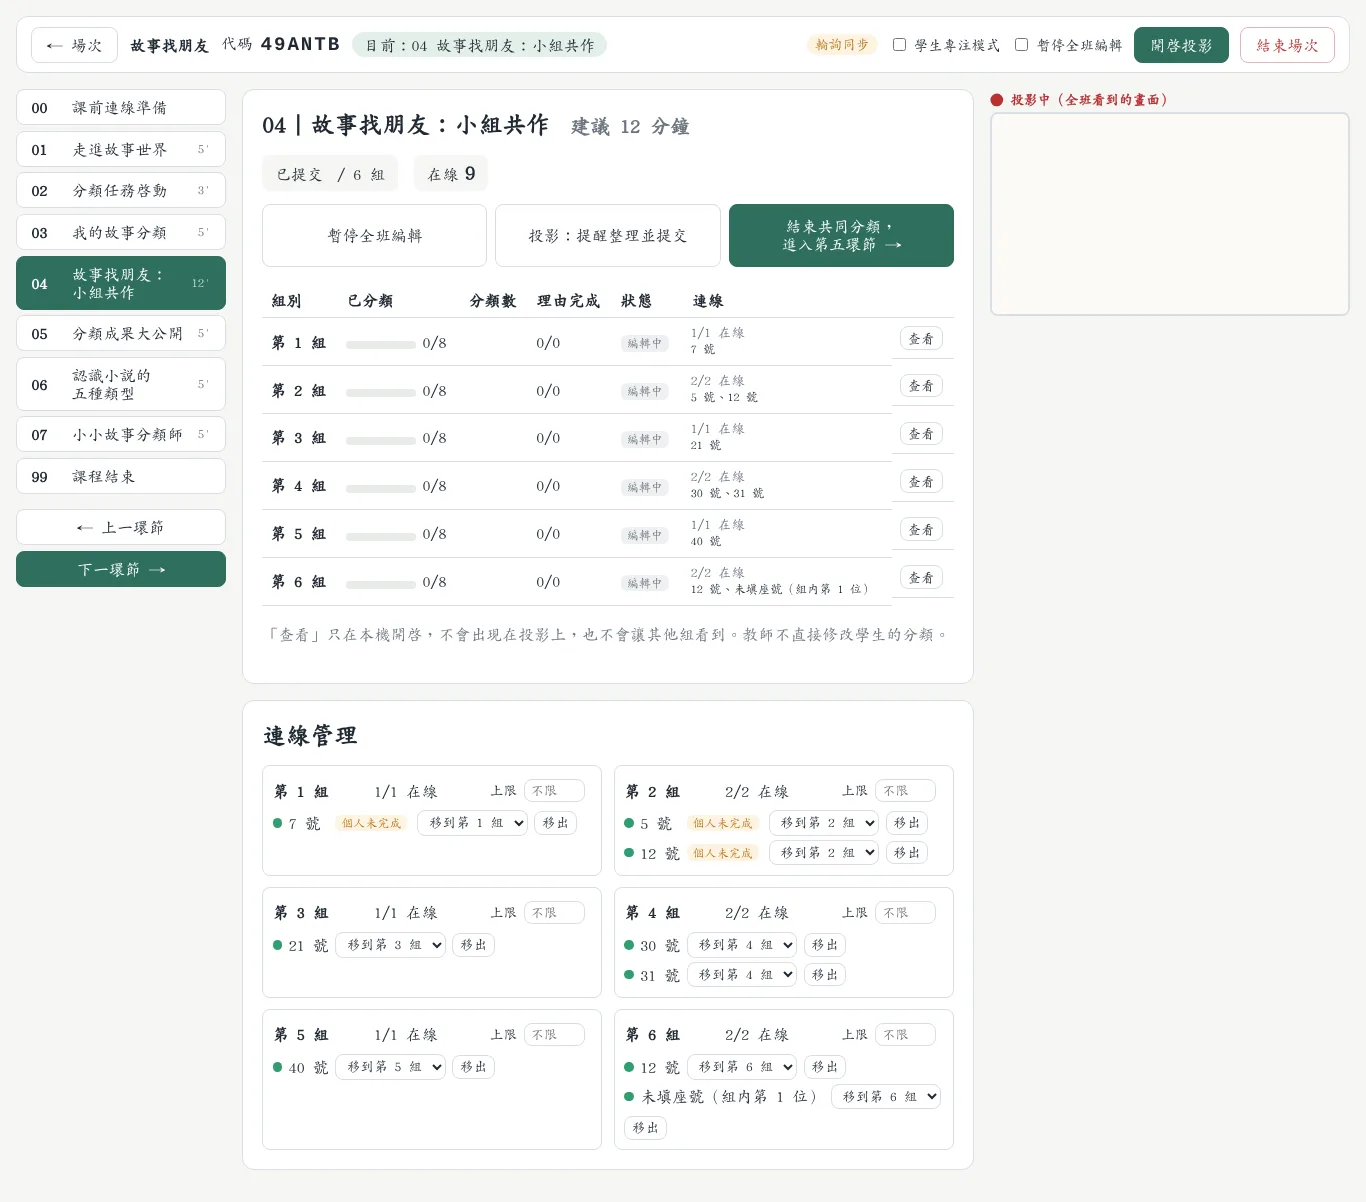 ← 場次 故事找朋友 代碼 49ANTB 目前：04 故事找朋友：小組共作 輪詢同步 學生專注模式 暫停全班編輯 開啓投影 結束場次
00 課前連線準備
01 走進故事世界 5'
02 分類任務啓動 3'
03 我的故事分類 5'
04 故事找朋友：
小組共作 12'
05 分類成果大公開 5'
06 認識小説的
五種類型 5'
07 小小故事分類師 5'
99 課程結束
← 上一環節
下一環節 →
04｜故事找朋友：小組共作 建議 12 分鐘
已提交 / 6 組 在線 9
暫停全班編輯
投影：提醒整理並提交
結束共同分類，
進入第五環節 →
組別 已分類 分類數 理由完成 狀態 連線
第 1 組 0/8 0/0 編輯中 1/1 在線
7 號 查看
第 2 組 0/8 0/0 編輯中 2/2 在線
5 號、12 號 查看
第 3 組 0/8 0/0 編輯中 1/1 在線
21 號 查看
第 4 組 0/8 0/0 編輯中 2/2 在線
30 號、31 號 查看
第 5 組 0/8 0/0 編輯中 1/1 在線
40 號 查看
第 6 組 0/8 0/0 編輯中 2/2 在線
12 號、未填座號（組內第 1 位） 查看
「查看」只在本機開啓，不會出現在投影上，也不會讓其他組看到。教師不直接修改學生的分類。
投影中（全班看到的畫面）
連線管理
第 1 組 1/1 在線 上限 不限
7 號 個人未完成 移到第 1 組 移出
第 2 組 2/2 在線 上限 不限
5 號 個人未完成 移到第 2 組 移出
12 號 個人未完成 移到第 2 組 移出
第 3 組 1/1 在線 上限 不限
21 號 移到第 3 組 移出
第 4 組 2/2 在線 上限 不限
30 號 移到第 4 組 移出
31 號 移到第 4 組 移出
第 5 組 1/1 在線 上限 不限
40 號 移到第 5 組 移出
第 6 組 2/2 在線 上限 不限
12 號 移到第 6 組 移出
未填座號（組內第 1 位） 移到第 6 組
移出